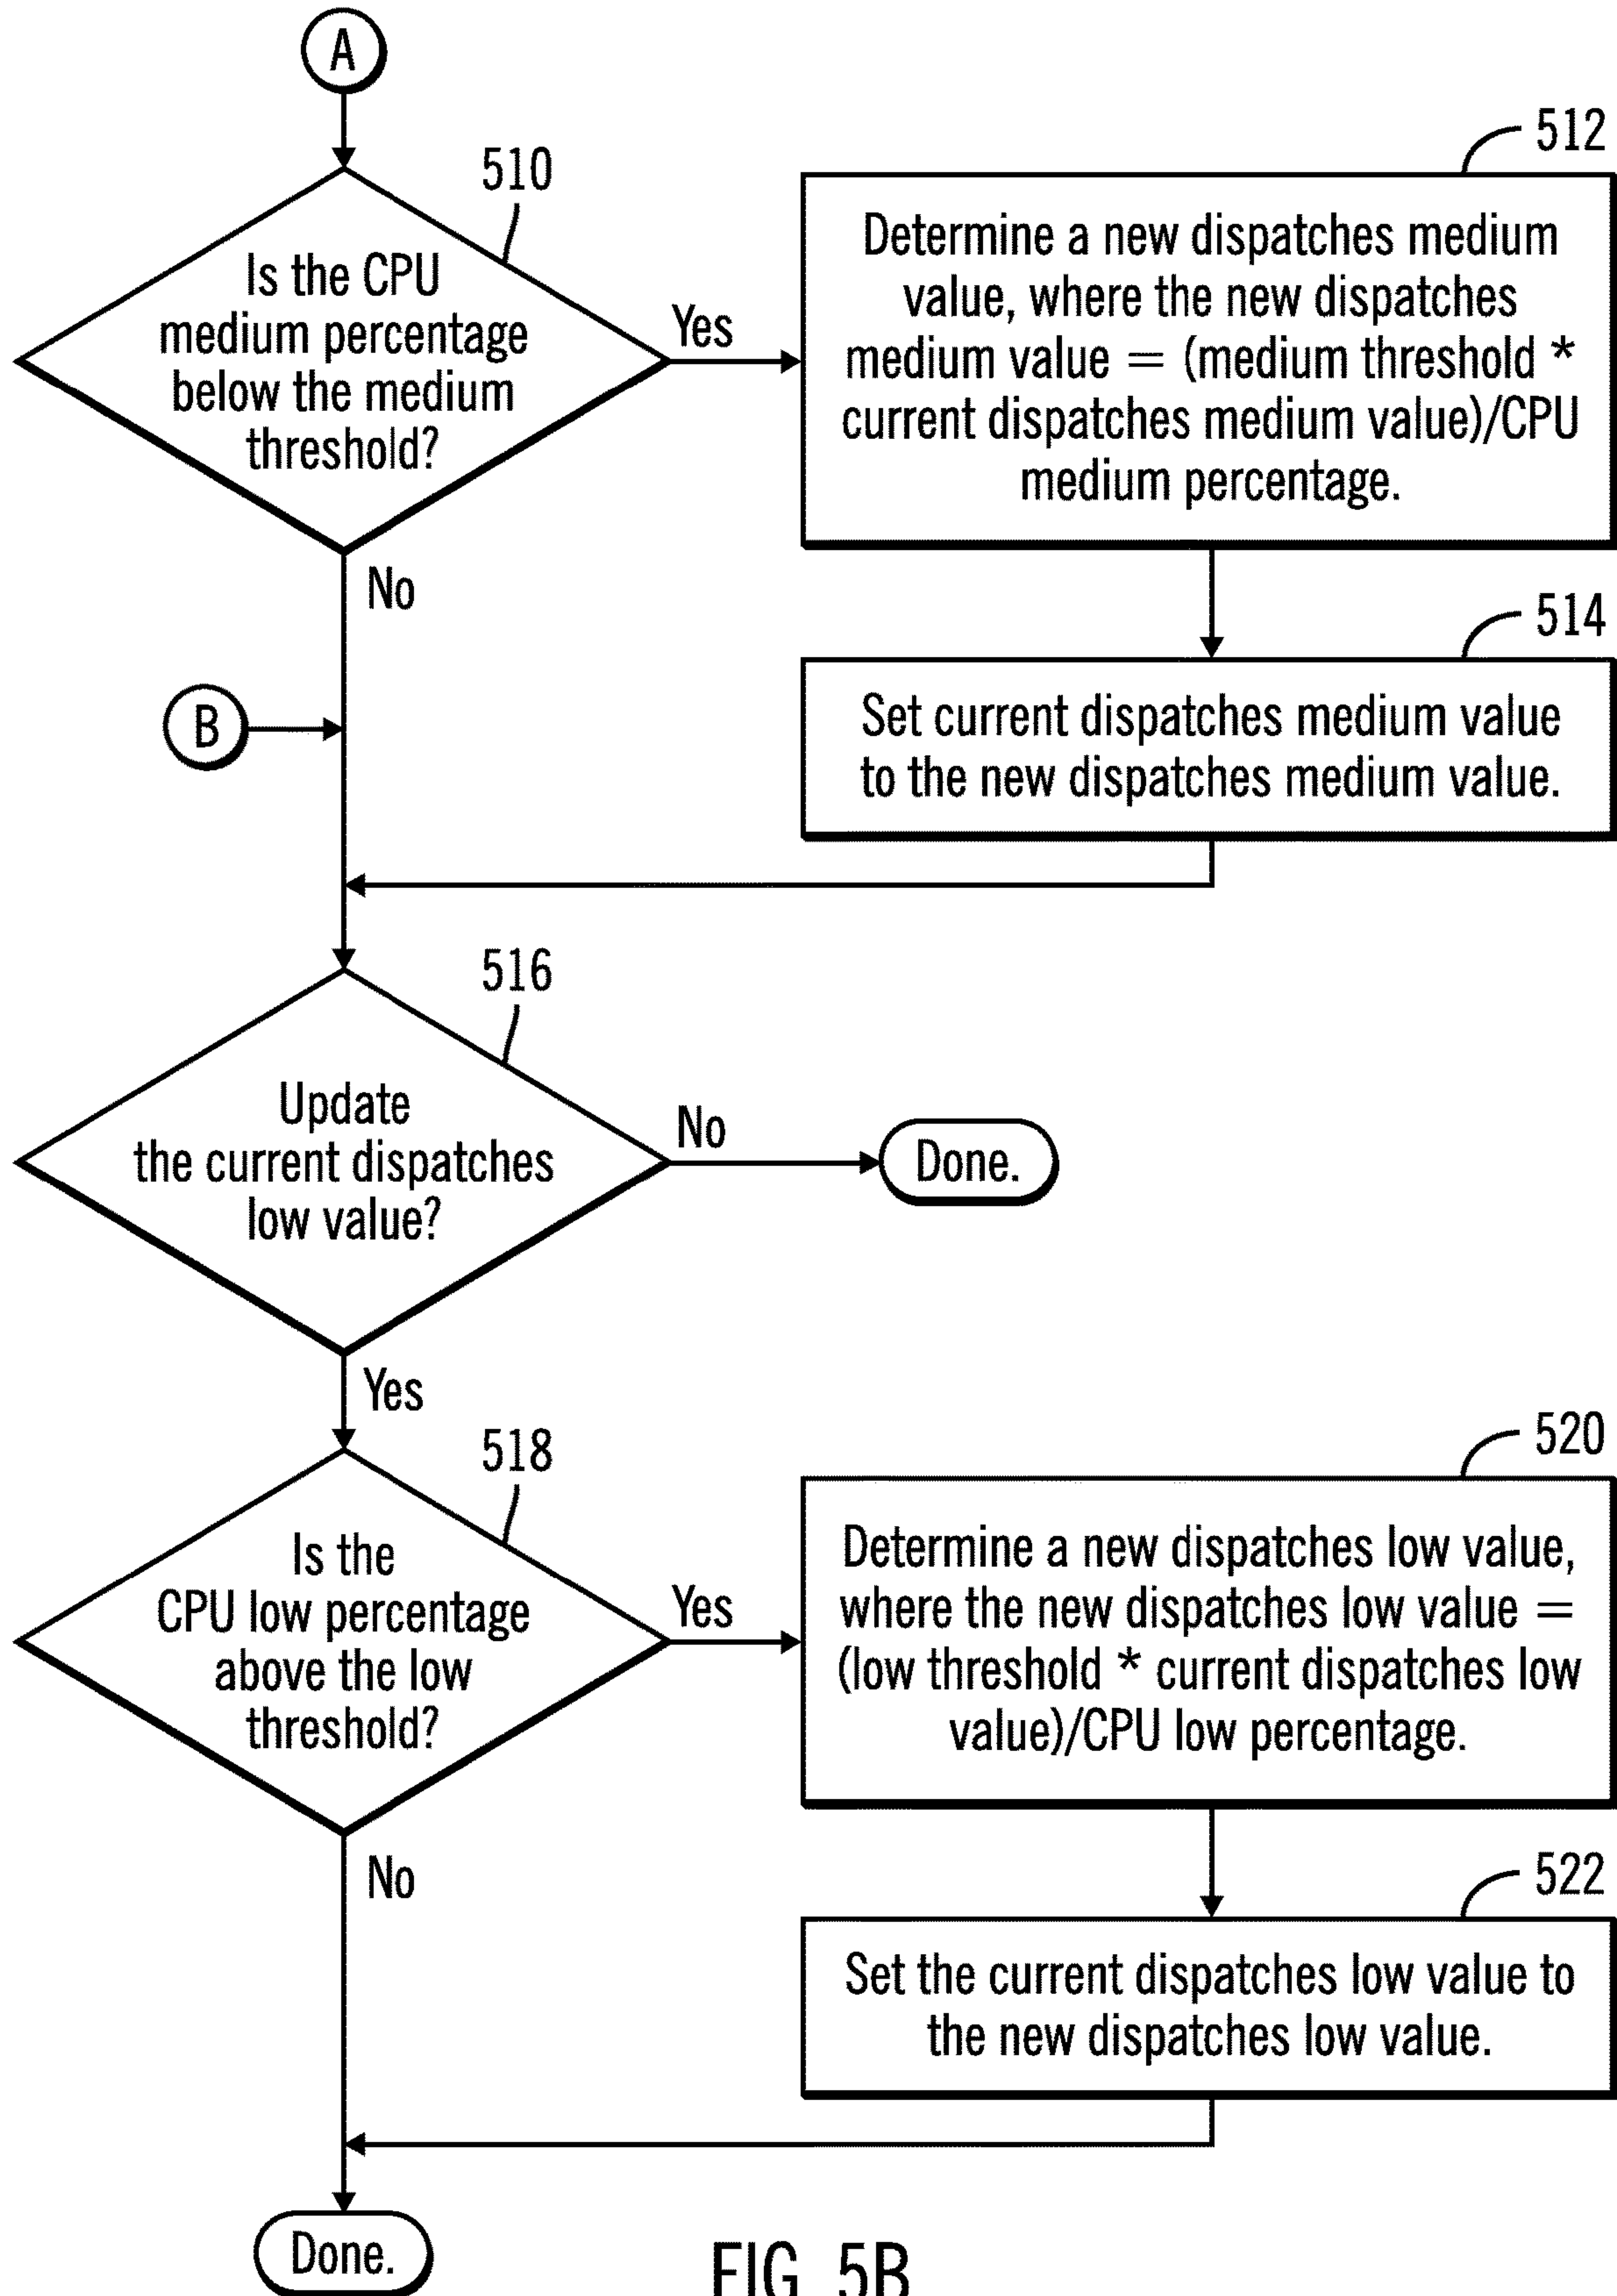 A
510
Is the CPU
medium percentage
below the medium
threshold?
Yes
No
512
Determine a new dispatches medium
value, where the new dispatches
medium value = (medium threshold *
current dispatches medium value)/CPU
medium percentage.
514
Set current dispatches medium value
to the new dispatches medium value.
B
516
Update
the current dispatches
low value?
No
Done.
Yes
518
Is the
CPU low percentage
above the low
threshold?
Yes
No
520
Determine a new dispatches low value,
where the new dispatches low value =
(low threshold * current dispatches low
value)/CPU low percentage.
522
Set the current dispatches low value to
the new dispatches low value.
Done.
FIG. 5B